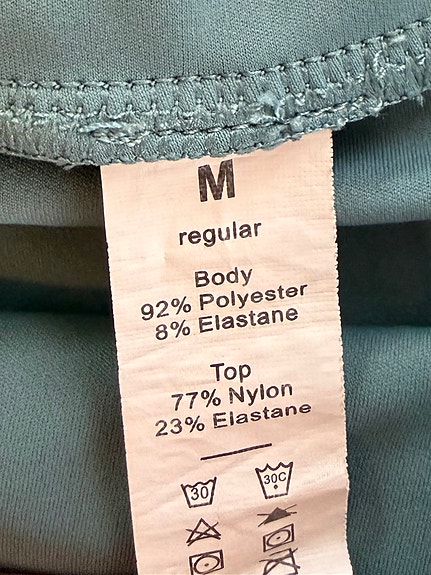 M
regular
Body
92% Polyester
8% Elastane
Top
77% Nylon
23% Elastane
30 30C